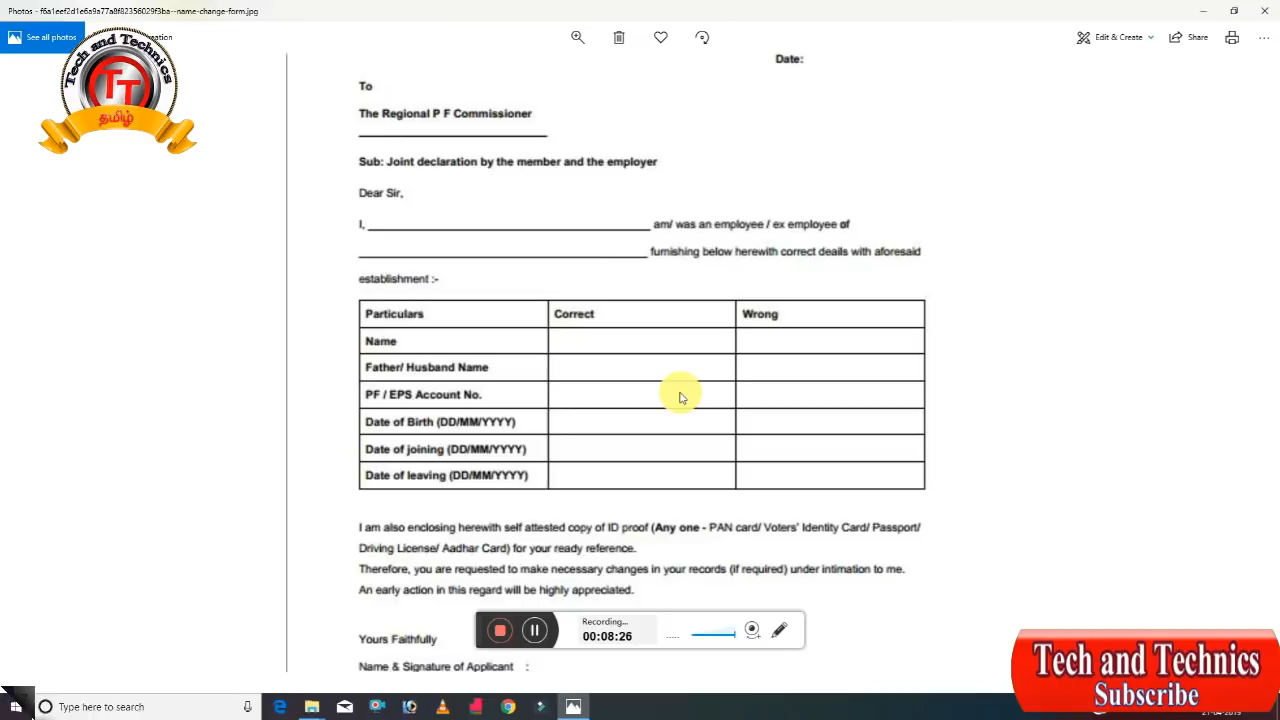 Photos - f6a1eef2d1e6a9a77a8f82356029f3ba--name-change-form.jpg
See all photos
Edit & Create
Share
Tech and Technics
TT
தமிழ்
Date:
To
The Regional P F Commissioner
Sub: Joint declaration by the member and the employer
Dear Sir,
I, ______________________ am/ was an employee / ex employee of
______________________ furnishing below herewith correct deails with aforesaid
establishment :-
Particulars Correct Wrong
Name
Father/ Husband Name
PF / EPS Account No.
Date of Birth (DD/MM/YYYY)
Date of joining (DD/MM/YYYY)
Date of leaving (DD/MM/YYYY)
I am also enclosing herewith self attested copy of ID proof (Any one - PAN card/ Voters' Identity Card/ Passport/
Driving License/ Aadhar Card) for your ready reference.
Therefore, you are requested to make necessary changes in your records (if required) under intimation to me.
An early action in this regard will be highly appreciated.
Recording...
00:08:26
Yours Faithfully
Name & Signature of Applicant :
Tech and Technics
Subscribe
Type here to search